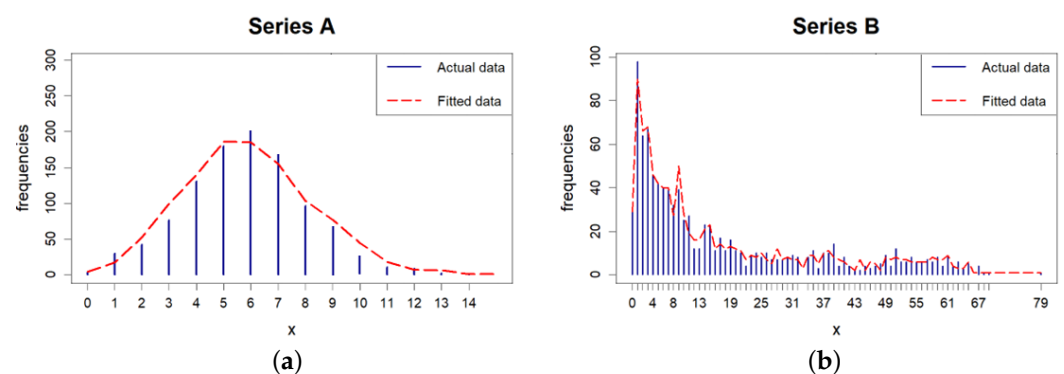 Series A
frequencies
300
250
200
150
100
50
0
Actual data
Fitted data
0 1 2 3 4 5 6 7 8 9 10 11 12 13 14
x
(a)
Series B
frequencies
100
80
60
40
20
0
Actual data
Fitted data
0 4 8 13 19 25 31 37 43 49 55 61 67 79
x
(b)